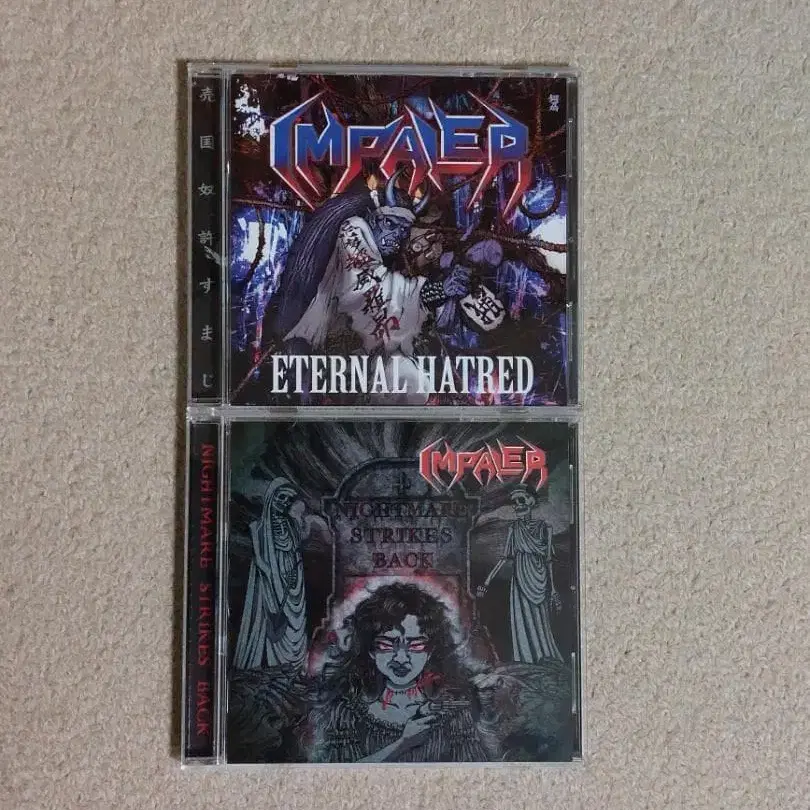 売国奴許すまじ
IMPALER
ETERNAL HATRED
NIGHTMARE STRIKES BACK
IMPALER
NIGHTMARE
STRIKES
BACK